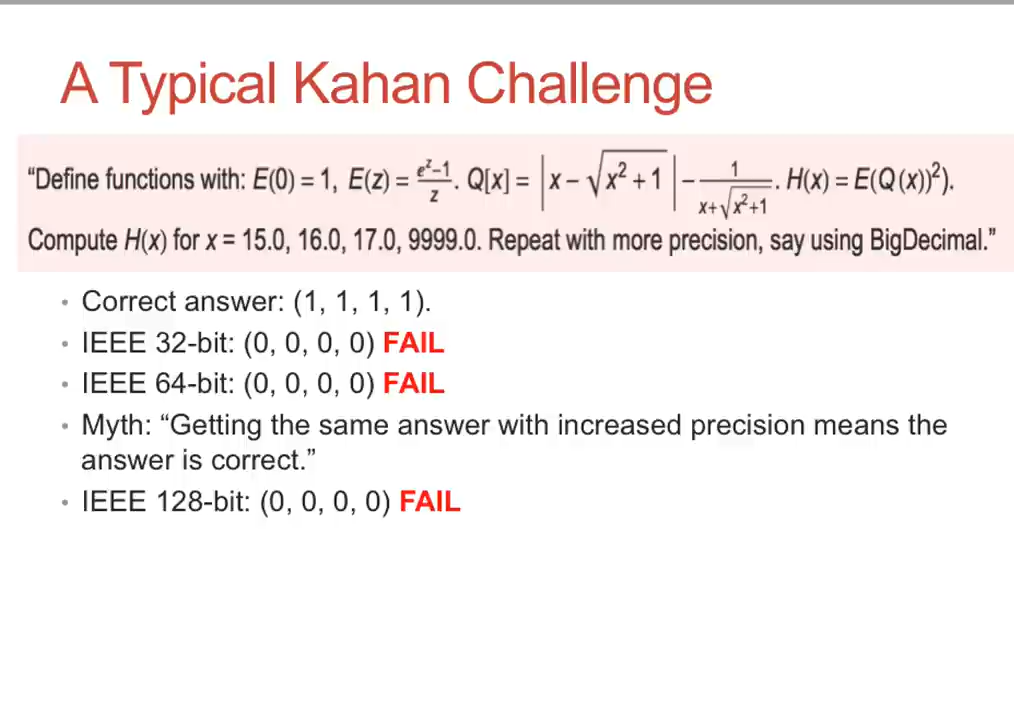 A Typical Kahan Challenge
“Define functions with: E(0) = 1, E(z) = \frac{e^z−1}{z}. Q[x] = |x − √(x²+1)| − \frac{1}{x+√(x²+1)}. H(x) = E(Q(x))²).
Compute H(x) for x = 15.0, 16.0, 17.0, 9999.0. Repeat with more precision, say using BigDecimal.”
• Correct answer: (1, 1, 1, 1).
• IEEE 32-bit: (0, 0, 0, 0) FAIL
• IEEE 64-bit: (0, 0, 0, 0) FAIL
• Myth: “Getting the same answer with increased precision means the
answer is correct.”
• IEEE 128-bit: (0, 0, 0, 0) FAIL